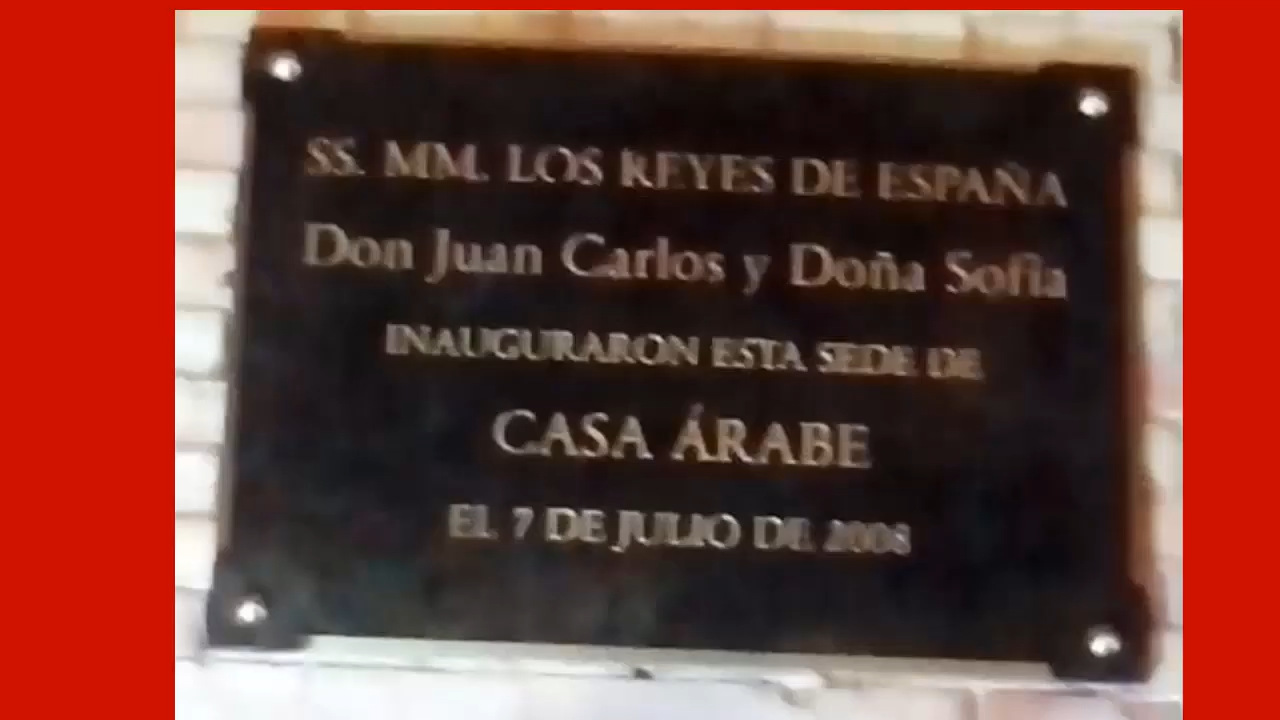 SS. MM. LOS REYES DE ESPAÑA
Don Juan Carlos y Doña Sofía
INAUGURARON ESTA SEDE DE
CASA ÁRABE
EL 7 DE JULIO DE 2008